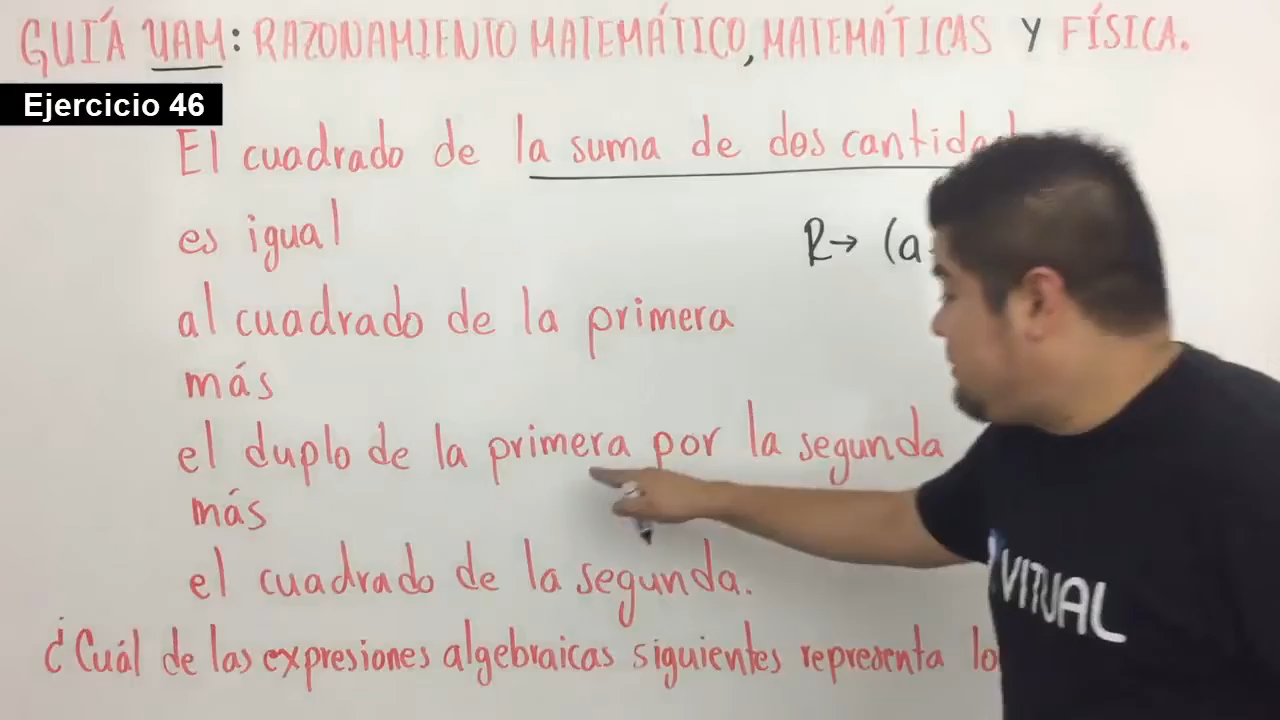 GUÍA UAM: RAZONAMIENTO MATEMÁTICO, MATEMÁTICAS Y FÍSICA.
Ejercicio 46
El cuadrado de la suma de dos
es igual
R→ (a
al cuadrado de la primera
más
el duplo de la primera por la segunda
más
el cuadrado de la segunda.
¿Cuál de las expresiones algebraicas siguientes representa
VITUAL